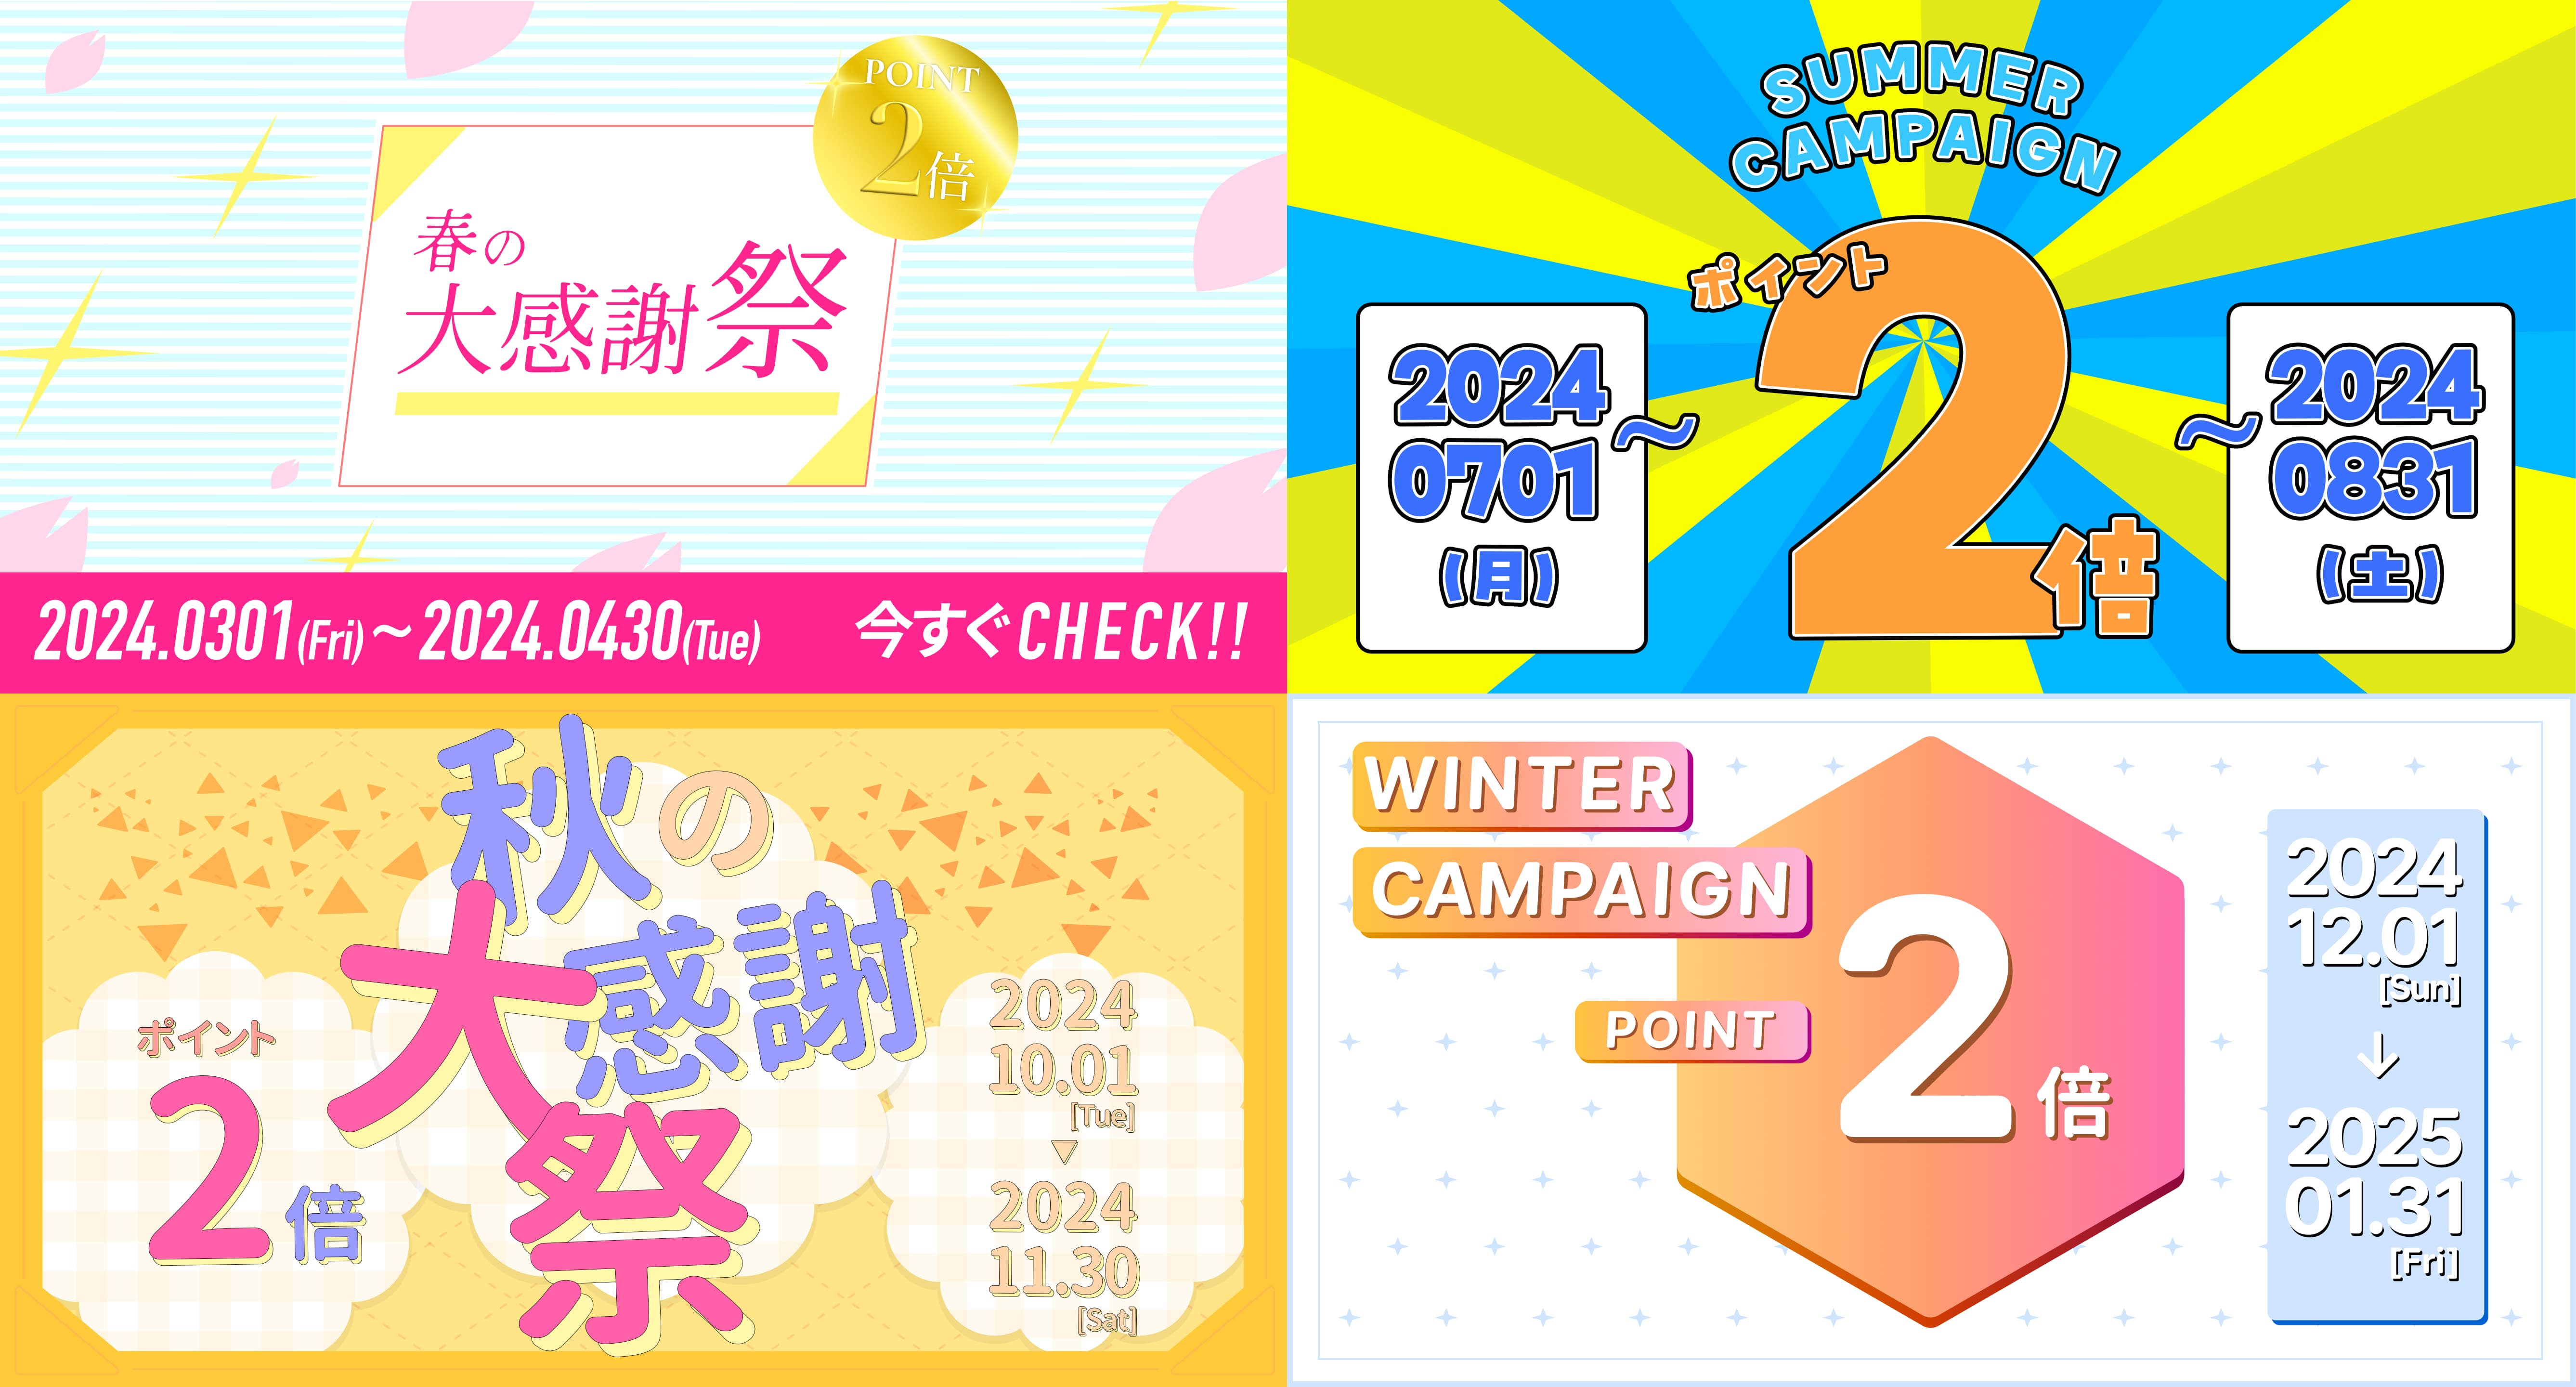 POINT
2倍
春の
大感謝祭
2024.0301(Fri)～2024.0430(Tue)
今すぐCHECK!!
SUMMER
CAMPAIGN
ポイント
2倍
2024
0701
(月)
～
～
2024
0831
(土)
秋の
大感謝
祭
ポイント
2倍
2024
10.01
[Tue]
▽
2024
11.30
[Sat]
WINTER
CAMPAIGN
POINT
2倍
2024
12.01
[Sun]
↓
2025
01.31
[Fri]